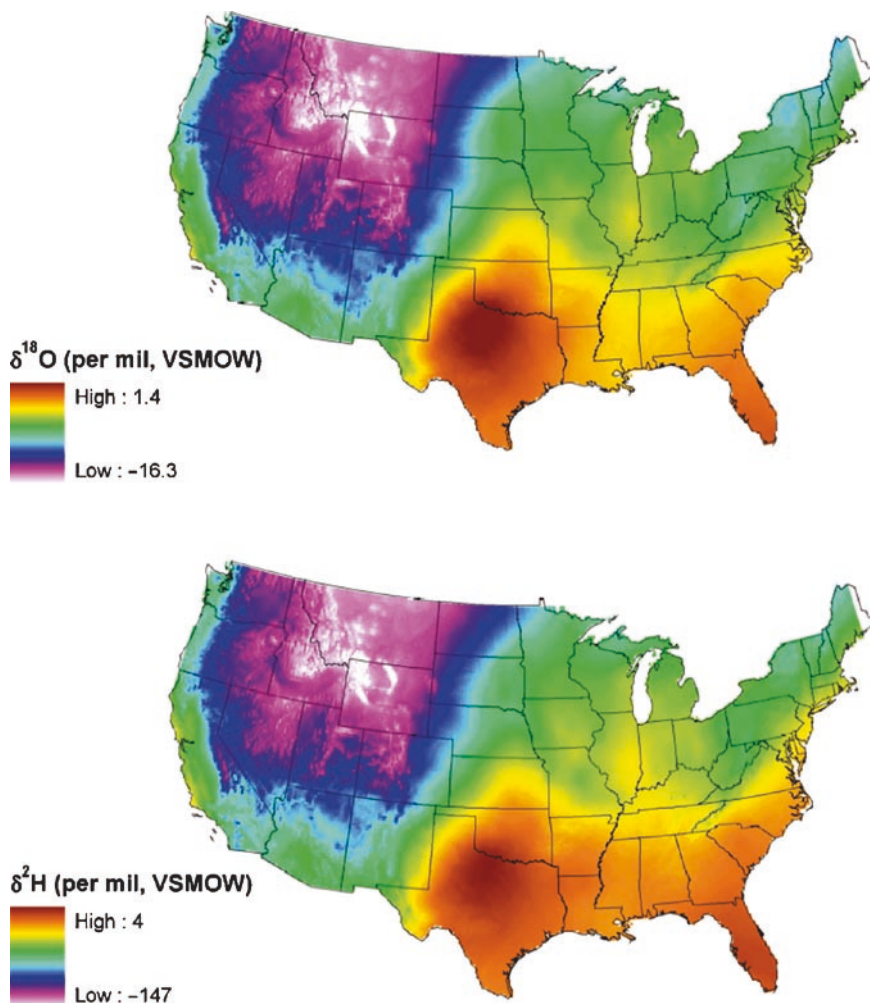 δ¹⁸O (per mil, VSMOW)
High : 1.4
Low : −16.3
δ²H (per mil, VSMOW)
High : 4
Low : −147